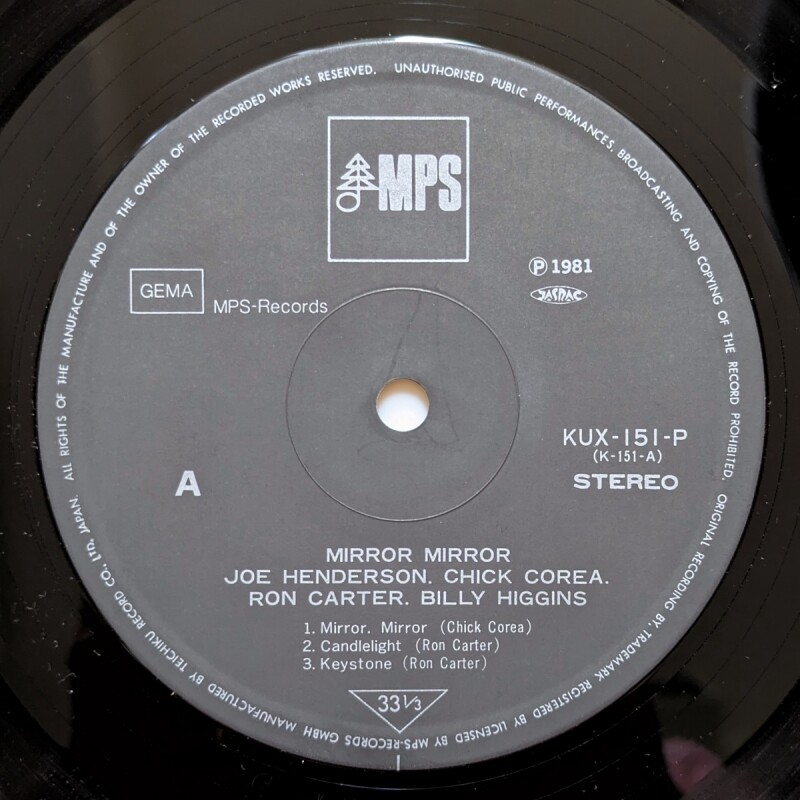 ALL RIGHTS OF THE MANUFACTURE AND OF THE OWNER OF THE RECORDED WORKS RESERVED. UNAUTHORISED PUBLIC PERFORMANCES, BROADCASTING AND COPYING OF THE RECORD PROHIBITED. ORIGINAL RECORDING BY, TRADEMARK REGISTERED BY LICENSED BY MPS-RECORDS GMBH MANUFACTURED BY TEICHIKU RECORD CO., LTD. JAPAN.
MPS
GEMA
MPS-Records
Ⓟ 1981
JASRAC
KUX-151-P
(K-151-A)
STEREO
A
MIRROR MIRROR
JOE HENDERSON. CHICK COREA.
RON CARTER. BILLY HIGGINS
1. Mirror. Mirror (Chick Corea)
2. Candlelight (Ron Carter)
3. Keystone (Ron Carter)
33 1/3